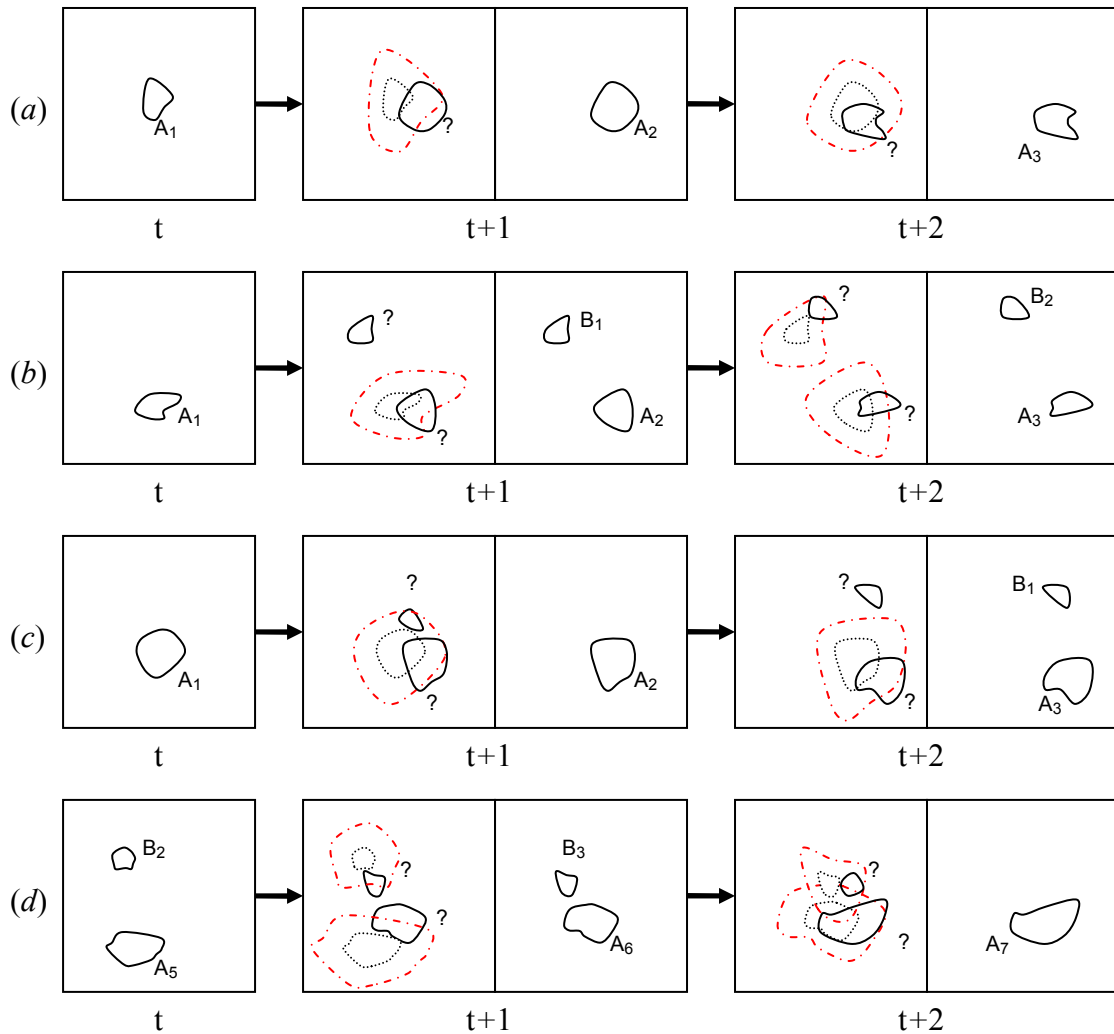 (a) A1 ? A2 ? A3
t t+1 t+2
(b) ? B1 ? B2
A1 ? A2 ? A3
t t+1 t+2
(c) ? ? B1
A1 ? A2 ? A3
t t+1 t+2
(d) B2 ? B3 ?
A5 ? A6 ? A7
t t+1 t+2